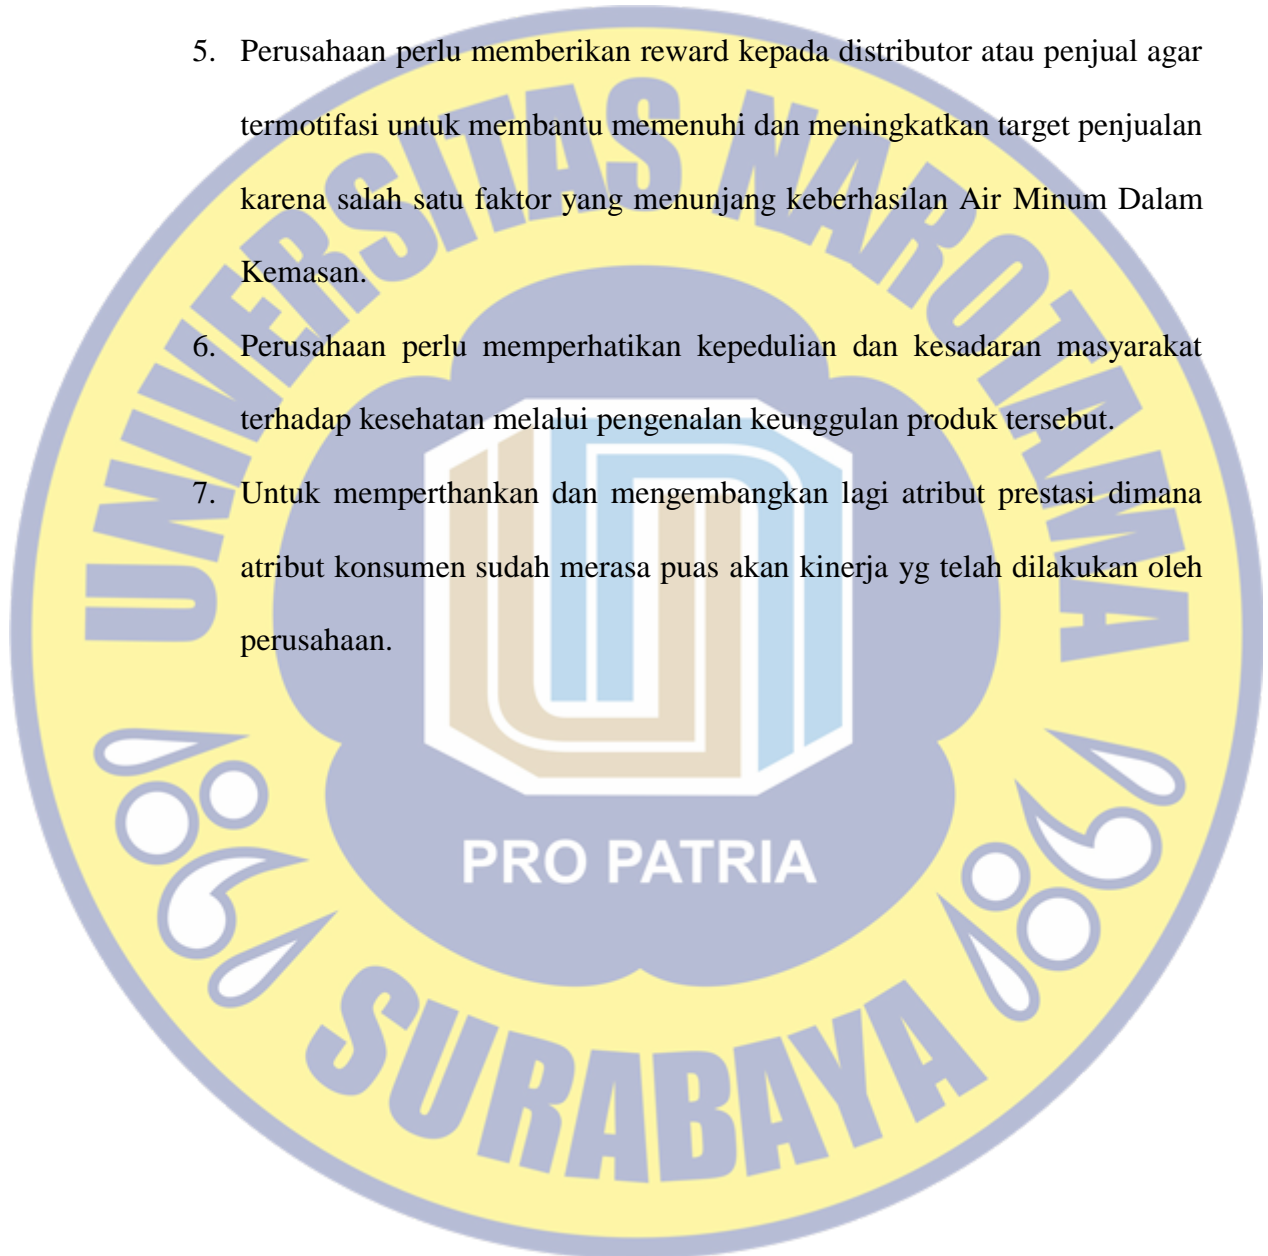 5. Perusahaan perlu memberikan reward kepada distributor atau penjual agar
termotifasi untuk membantu memenuhi dan meningkatkan target penjualan
karena salah satu faktor yang menunjang keberhasilan Air Minum Dalam
Kemasan.
6. Perusahaan perlu memperhatikan kepedulian dan kesadaran masyarakat
terhadap kesehatan melalui pengenalan keunggulan produk tersebut.
7. Untuk memperthankan dan mengembangkan lagi atribut prestasi dimana
atribut konsumen sudah merasa puas akan kinerja yg telah dilakukan oleh
perusahaan.
UNIVERSITAS NAROTAMA
PRO PATRIA
SURABAYA